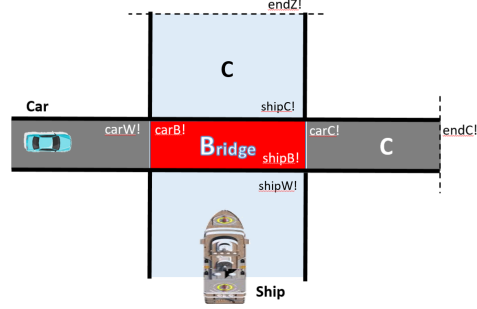 endZ!
C
Car
shipC!
carW!
carB!
carC!
endC!
Bridge
C
shipB!
shipW!
Ship